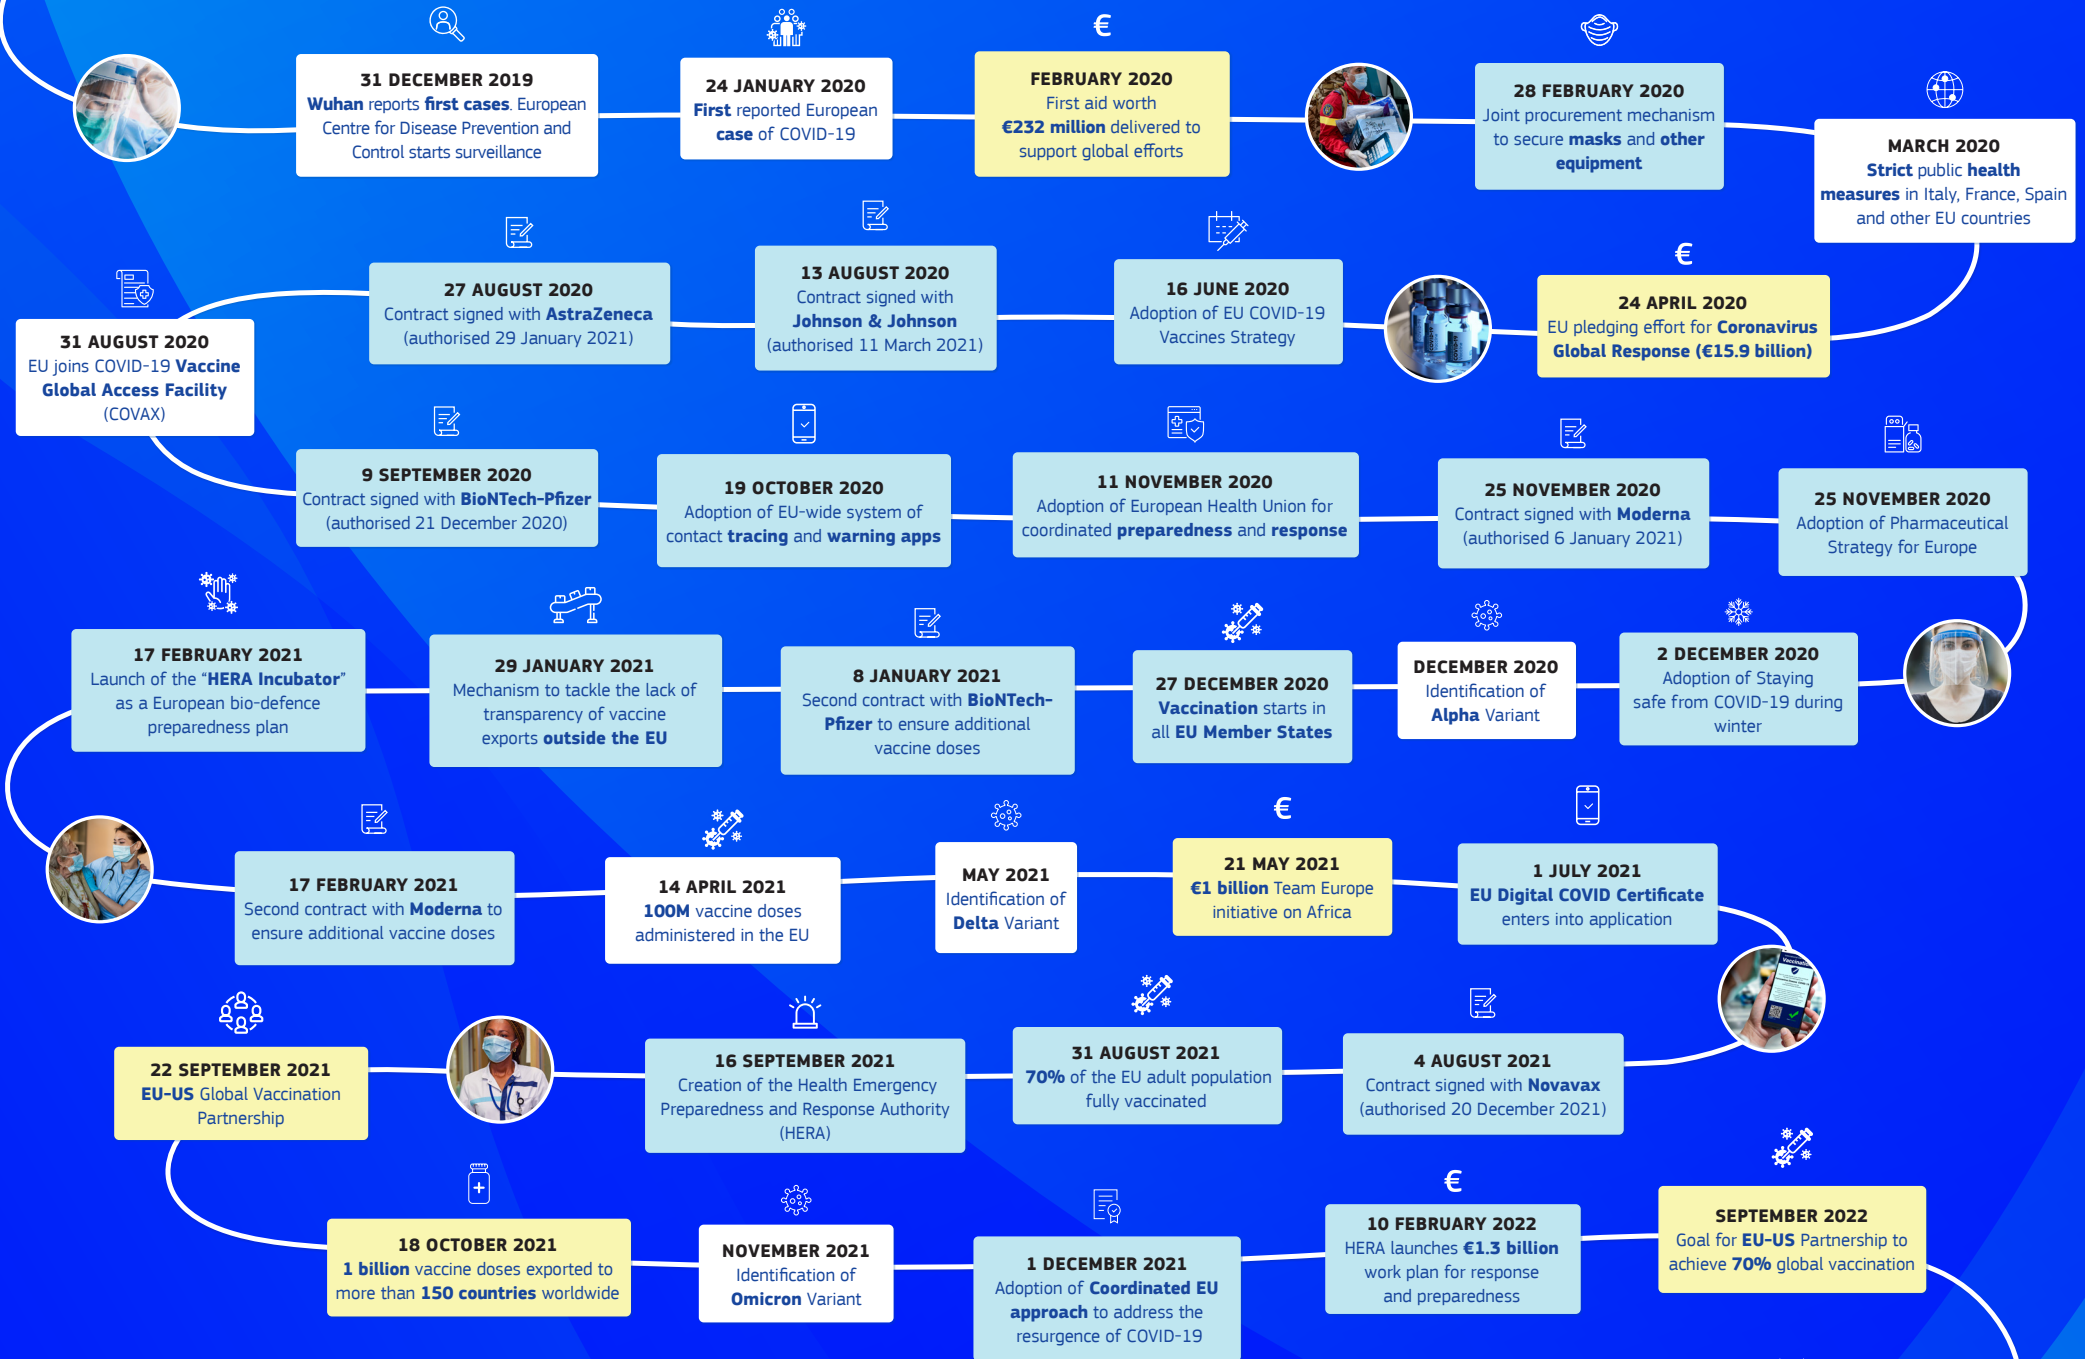 31 DECEMBER 2019
Wuhan reports first cases. European
Centre for Disease Prevention and
Control starts surveillance
24 JANUARY 2020
First reported European
case of COVID-19
€
FEBRUARY 2020
First aid worth
€232 million delivered to
support global efforts
28 FEBRUARY 2020
Joint procurement mechanism
to secure masks and other
equipment
MARCH 2020
Strict public health
measures in Italy, France, Spain
and other EU countries
€
24 APRIL 2020
EU pledging effort for Coronavirus
Global Response (€15.9 billion)
16 JUNE 2020
Adoption of EU COVID-19
Vaccines Strategy
13 AUGUST 2020
Contract signed with
Johnson & Johnson
(authorised 11 March 2021)
27 AUGUST 2020
Contract signed with AstraZeneca
(authorised 29 January 2021)
31 AUGUST 2020
EU joins COVID-19 Vaccine
Global Access Facility
(COVAX)
9 SEPTEMBER 2020
Contract signed with BioNTech-Pfizer
(authorised 21 December 2020)
19 OCTOBER 2020
Adoption of EU-wide system of
contact tracing and warning apps
11 NOVEMBER 2020
Adoption of European Health Union for
coordinated preparedness and response
25 NOVEMBER 2020
Contract signed with Moderna
(authorised 6 January 2021)
25 NOVEMBER 2020
Adoption of Pharmaceutical
Strategy for Europe
2 DECEMBER 2020
Adoption of Staying
safe from COVID-19 during
winter
DECEMBER 2020
Identification of
Alpha Variant
27 DECEMBER 2020
Vaccination starts in
all EU Member States
8 JANUARY 2021
Second contract with BioNTech-
Pfizer to ensure additional
vaccine doses
29 JANUARY 2021
Mechanism to tackle the lack of
transparency of vaccine
exports outside the EU
17 FEBRUARY 2021
Launch of the “HERA Incubator”
as a European bio-defence
preparedness plan
17 FEBRUARY 2021
Second contract with Moderna to
ensure additional vaccine doses
14 APRIL 2021
100M vaccine doses
administered in the EU
MAY 2021
Identification of
Delta Variant
€
21 MAY 2021
€1 billion Team Europe
initiative on Africa
1 JULY 2021
EU Digital COVID Certificate
enters into application
4 AUGUST 2021
Contract signed with Novavax
(authorised 20 December 2021)
31 AUGUST 2021
70% of the EU adult population
fully vaccinated
16 SEPTEMBER 2021
Creation of the Health Emergency
Preparedness and Response Authority
(HERA)
22 SEPTEMBER 2021
EU-US Global Vaccination
Partnership
18 OCTOBER 2021
1 billion vaccine doses exported to
more than 150 countries worldwide
NOVEMBER 2021
Identification of
Omicron Variant
1 DECEMBER 2021
Adoption of Coordinated EU
approach to address the
resurgence of COVID-19
€
10 FEBRUARY 2022
HERA launches €1.3 billion
work plan for response
and preparedness
SEPTEMBER 2022
Goal for EU-US Partnership to
achieve 70% global vaccination